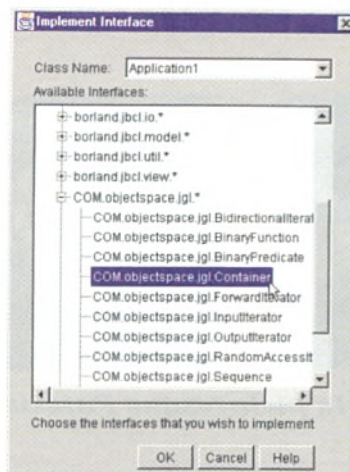 Implement Interface
Class Name: Application1
Available Interfaces:
borland.jbcl.io.*
borland.jbcl.model.*
borland.jbcl.util.*
borland.jbcl.view.*
COM.objectspace.jgl.*
COM.objectspace.jgl.BidirectionalIterat
COM.objectspace.jgl.BinaryFunction
COM.objectspace.jgl.BinaryPredicate
COM.objectspace.jgl.Container
COM.objectspace.jgl.ForwardIterator
COM.objectspace.jgl.InputIterator
COM.objectspace.jgl.OutputIterator
COM.objectspace.jgl.RandomAccessIt
COM.objectspace.jgl.Sequence
Choose the interfaces that you wish to implement
OK Cancel Help